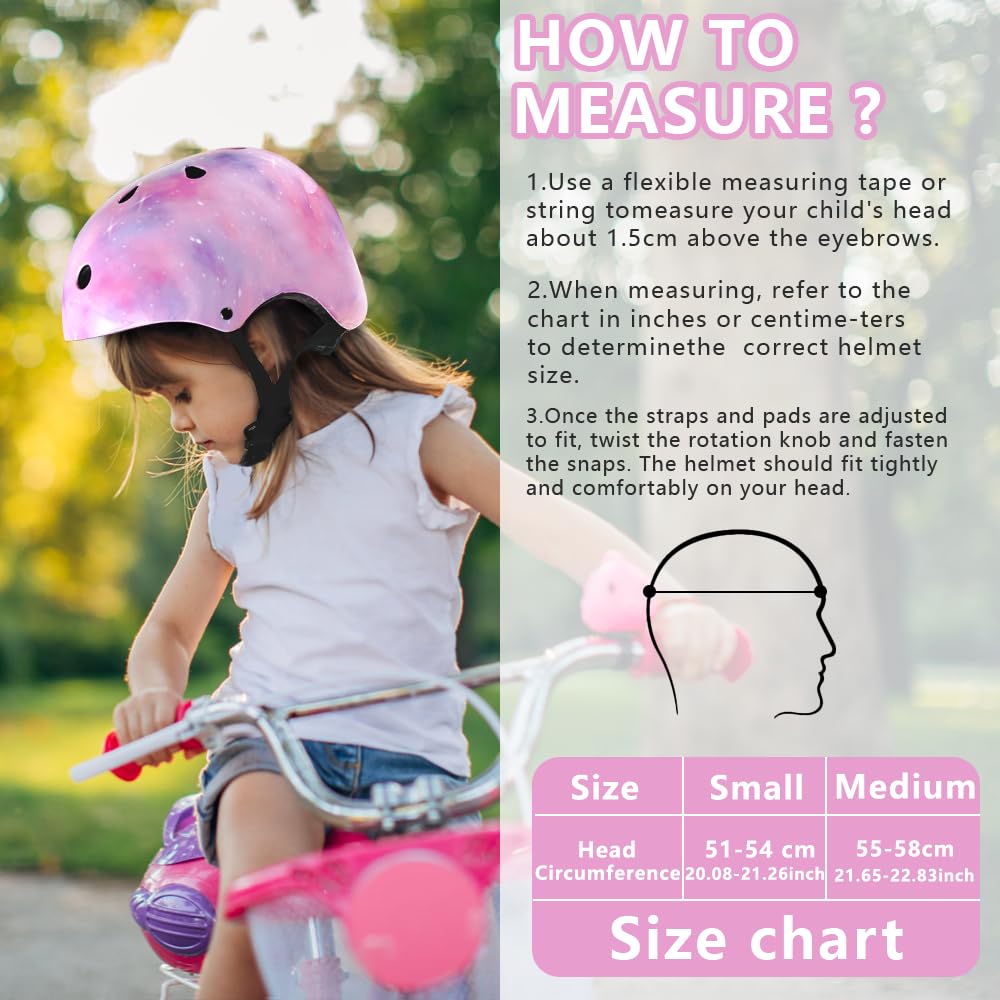 HOW TO
MEASURE ?
1.Use a flexible measuring tape or
string tomeasure your child's head
about 1.5cm above the eyebrows.
2.When measuring, refer to the
chart in inches or centime-ters
to determinethe  correct helmet
size.
3.Once the straps and pads are adjusted
to fit, twist the rotation knob and fasten
the snaps. The helmet should fit tightly
and comfortably on your head.
Size Small Medium
Head 51-54 cm 55-58cm
Circumference 20.08-21.26inch 21.65-22.83inch
Size chart